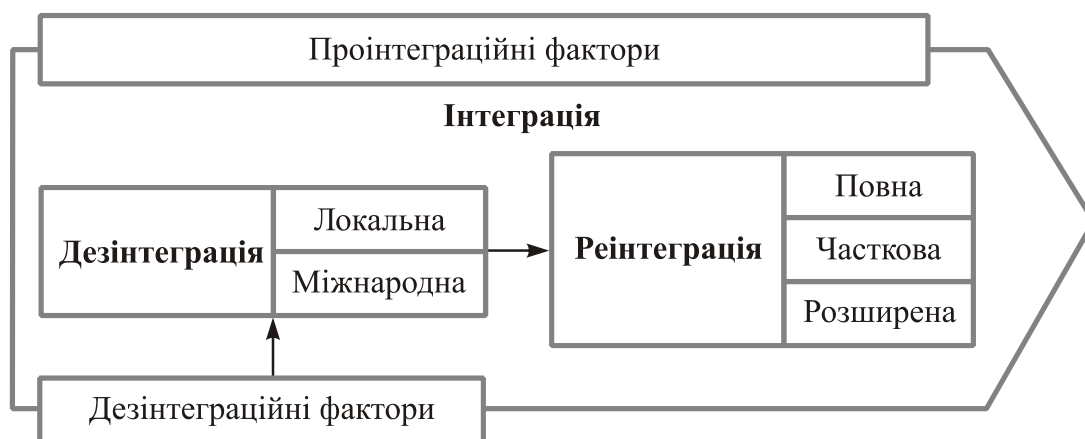 Проінтеграційні фактори
Інтеграція
Дезінтеграція
Локальна
Міжнародна
Реінтеграція
Повна
Часткова
Розширена
Дезінтеграційні фактори